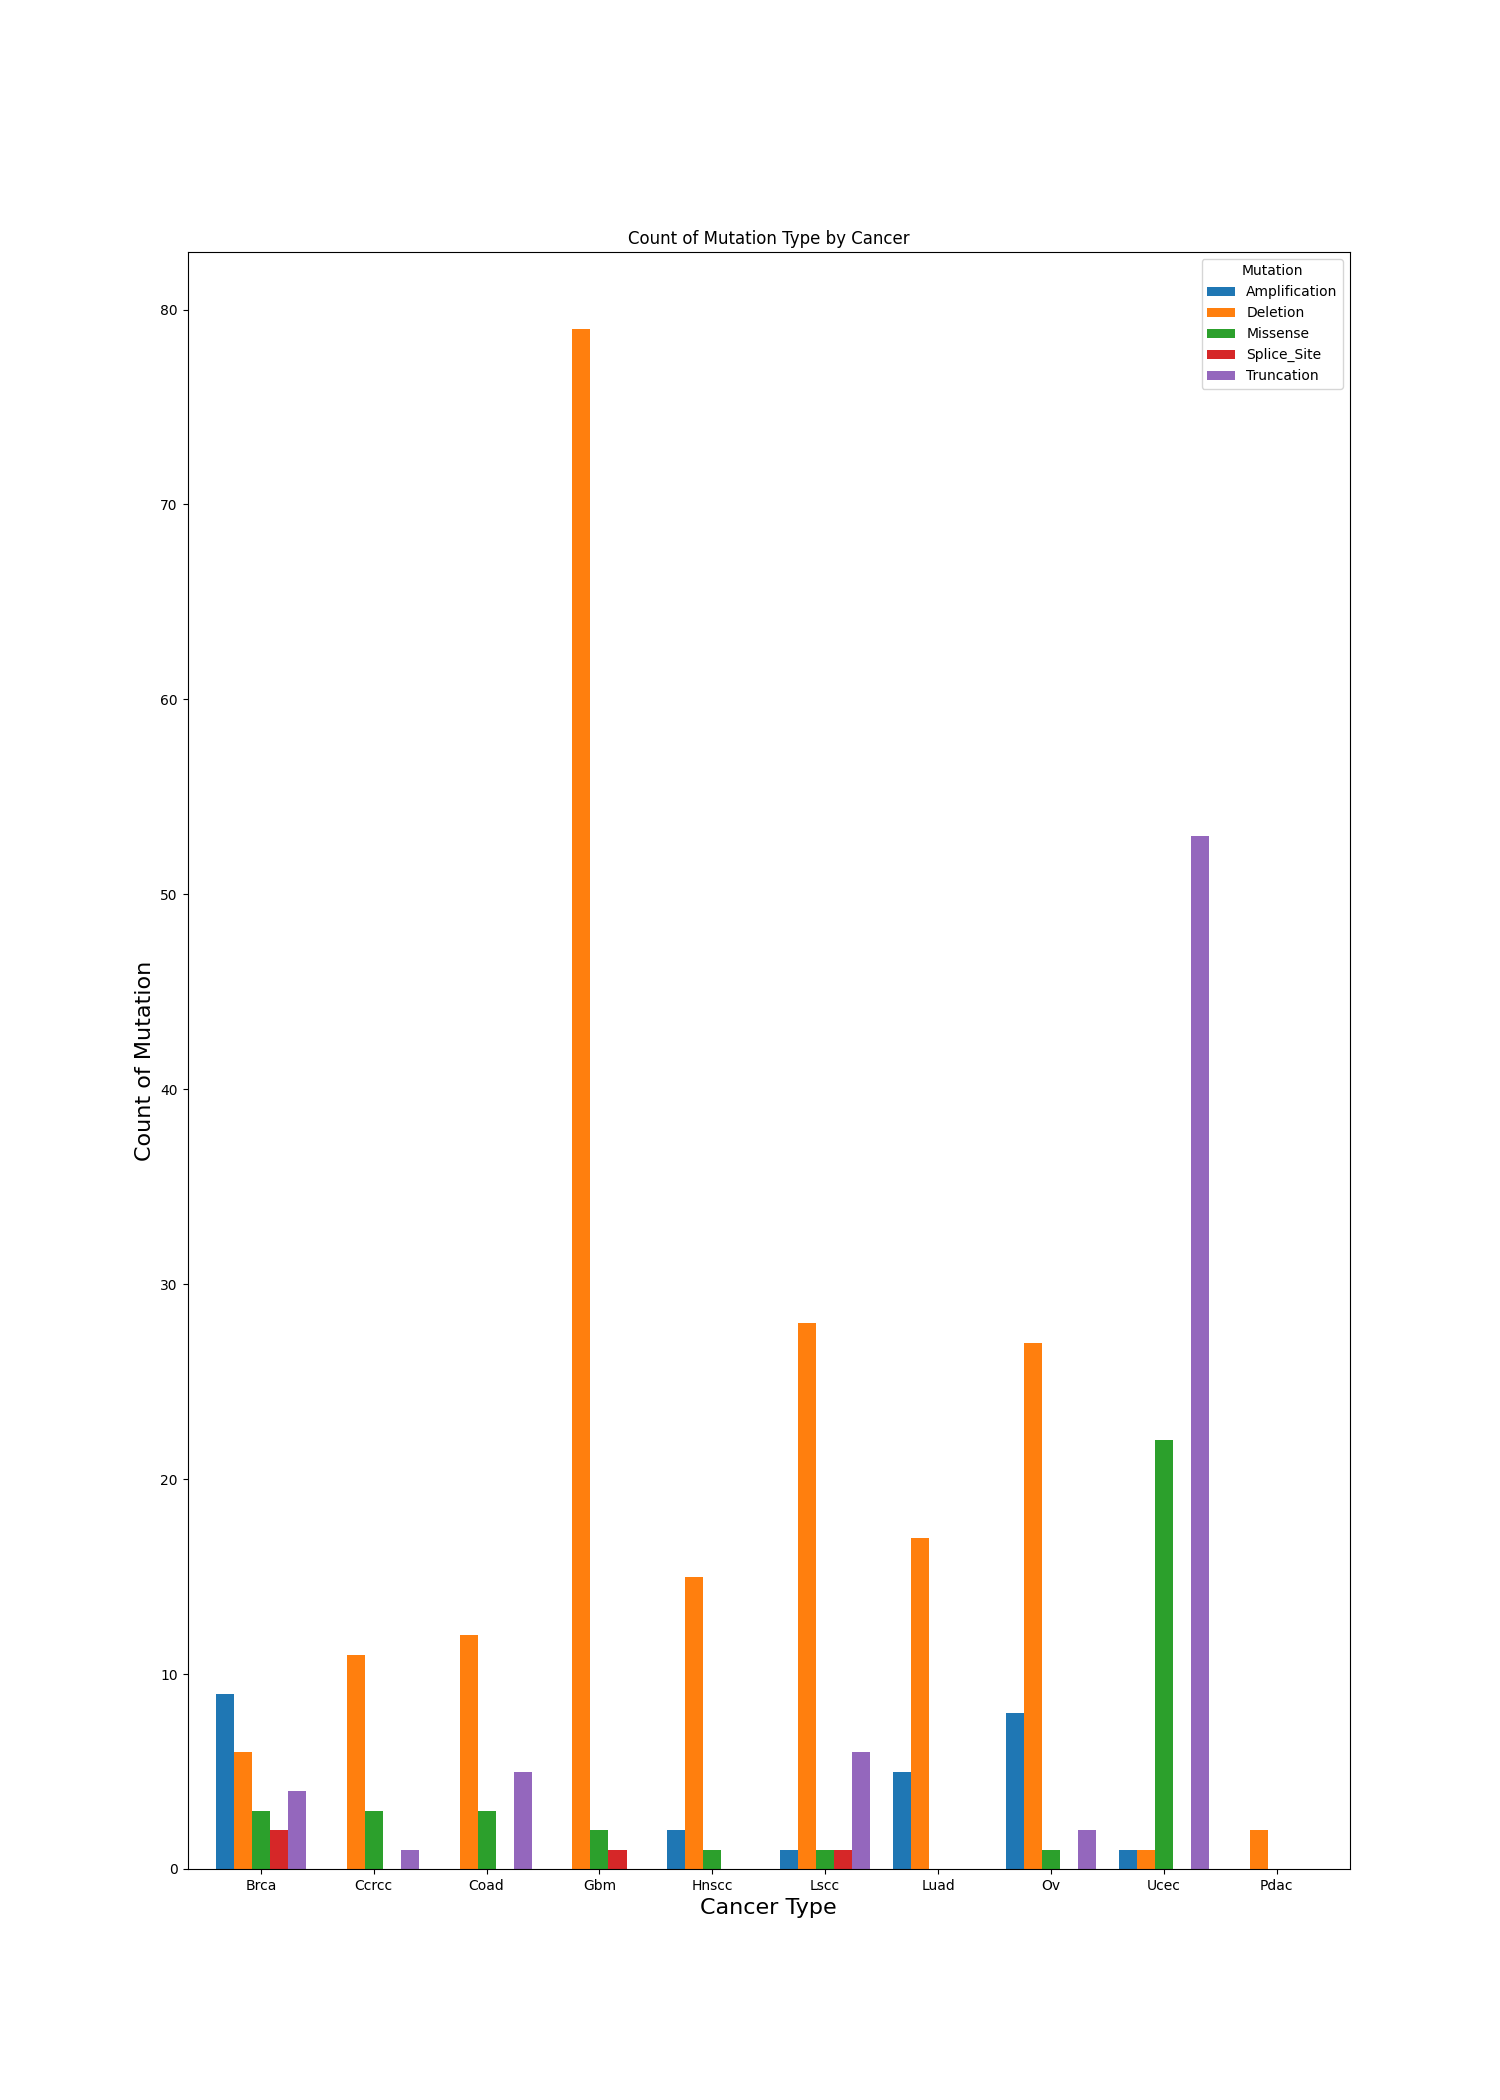 Count of Mutation Type by Cancer
Mutation
Amplification
Deletion
Missense
Splice_Site
Truncation
80
70
60
50
40
30
20
10
0
Count of Mutation
Brca Ccrcc Coad Gbm Hnscc Lscc Luad Ov Ucec Pdac
Cancer Type